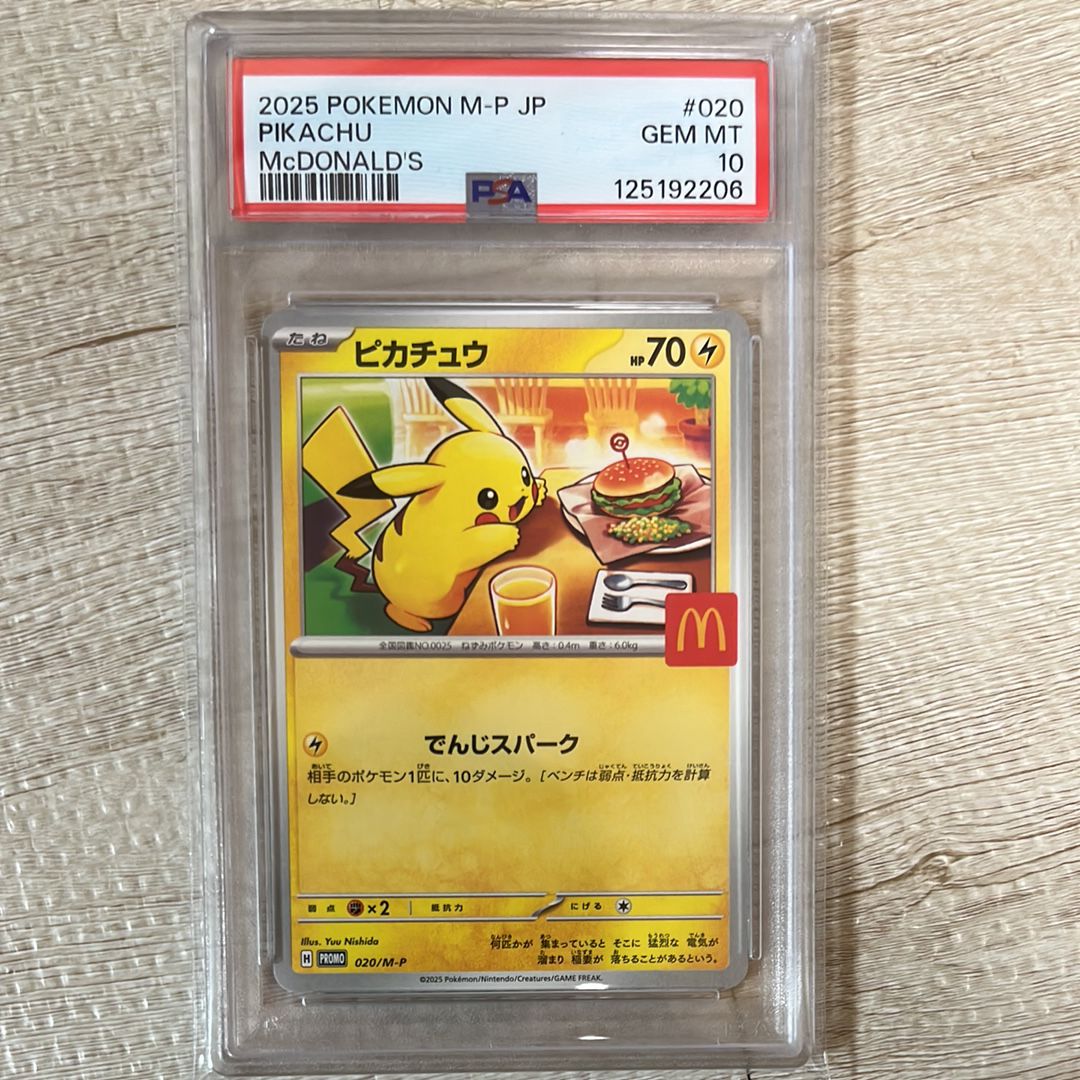 2025 POKEMON M-P JP #020
PIKACHU GEM MT
McDONALD'S 10
PSA 125192206
たね ピカチュウ HP70
M
全国図鑑NO.0025 ねずみポケモン 高さ:0.4m 重さ:6.0kg
でんじスパーク
相手のポケモン1匹に、10ダメージ。[ベンチは弱点・抵抗力を計算
しない。]
弱点 ×2 抵抗力 にげる
Illus. Yuu Nishida
何匹かが 集まっていると そこに 猛烈な 電気が
溜まり 稲妻が 落ちることがあるという。
H PROMO 020/M-P
©2025 Pokémon/Nintendo/Creatures/GAME FREAK.